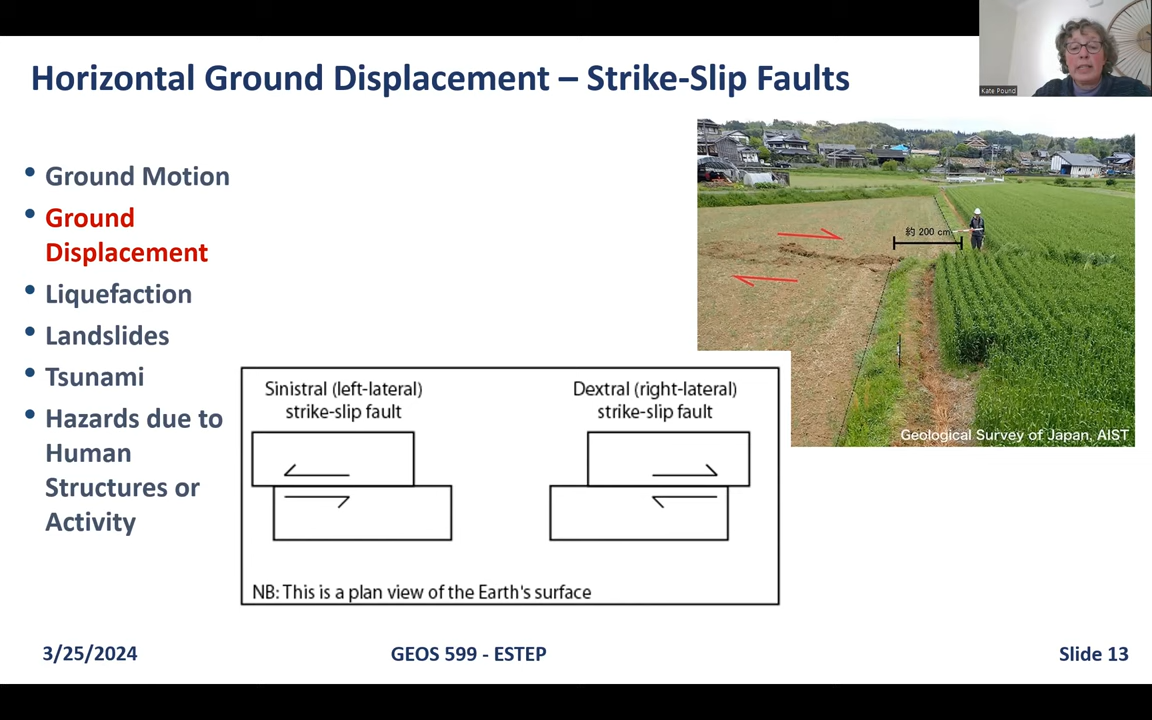 Kate Pound
Horizontal Ground Displacement – Strike-Slip Faults
• Ground Motion
• Ground
Displacement
• Liquefaction
• Landslides
• Tsunami
• Hazards due to
Human
Structures or
Activity
約 200 cm
Geological Survey of Japan, AIST
Sinistral (left-lateral)
strike-slip fault
Dextral (right-lateral)
strike-slip fault
NB: This is a plan view of the Earth's surface
3/25/2024
GEOS 599 - ESTEP
Slide 13